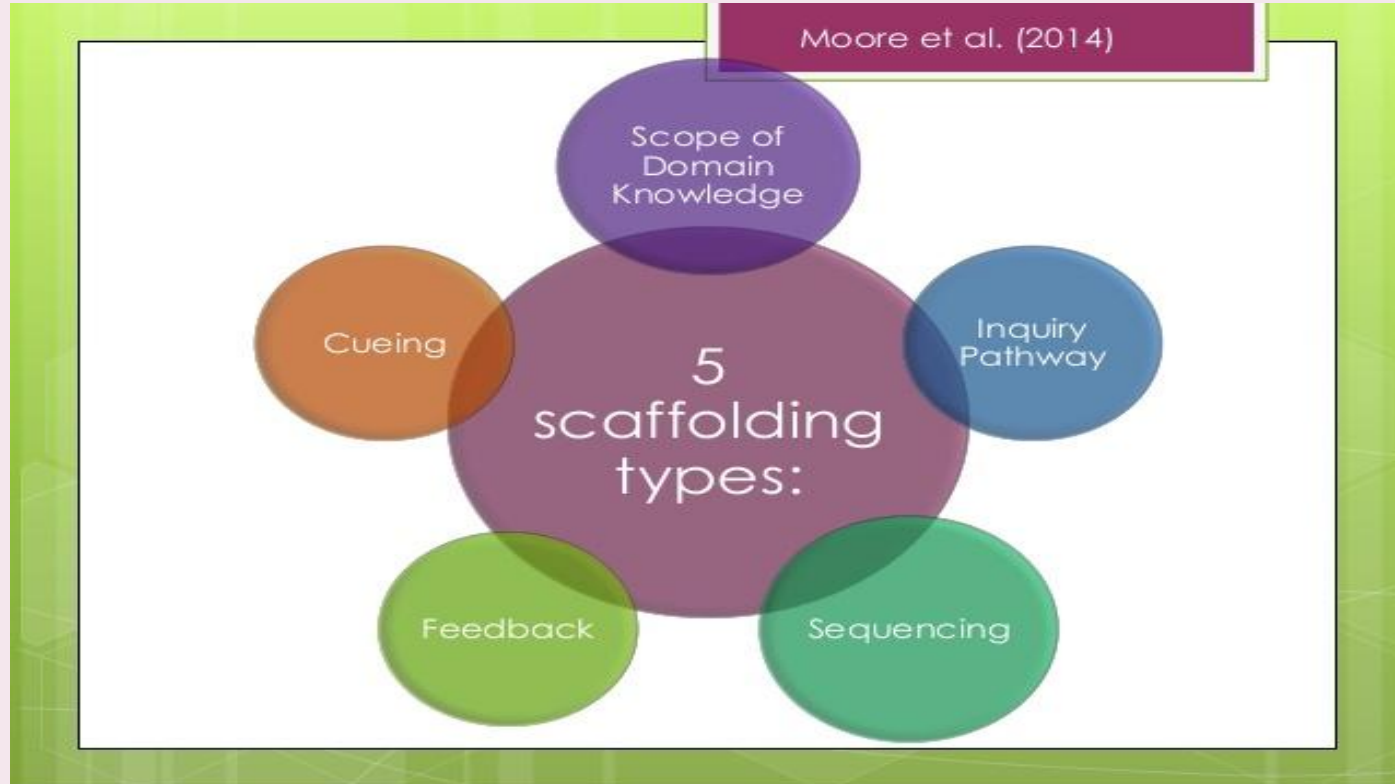 Moore et al. (2014)
Scope of
Domain
Knowledge
Inquiry
Pathway
Sequencing
Feedback
Cueing
5
scaffolding
types: